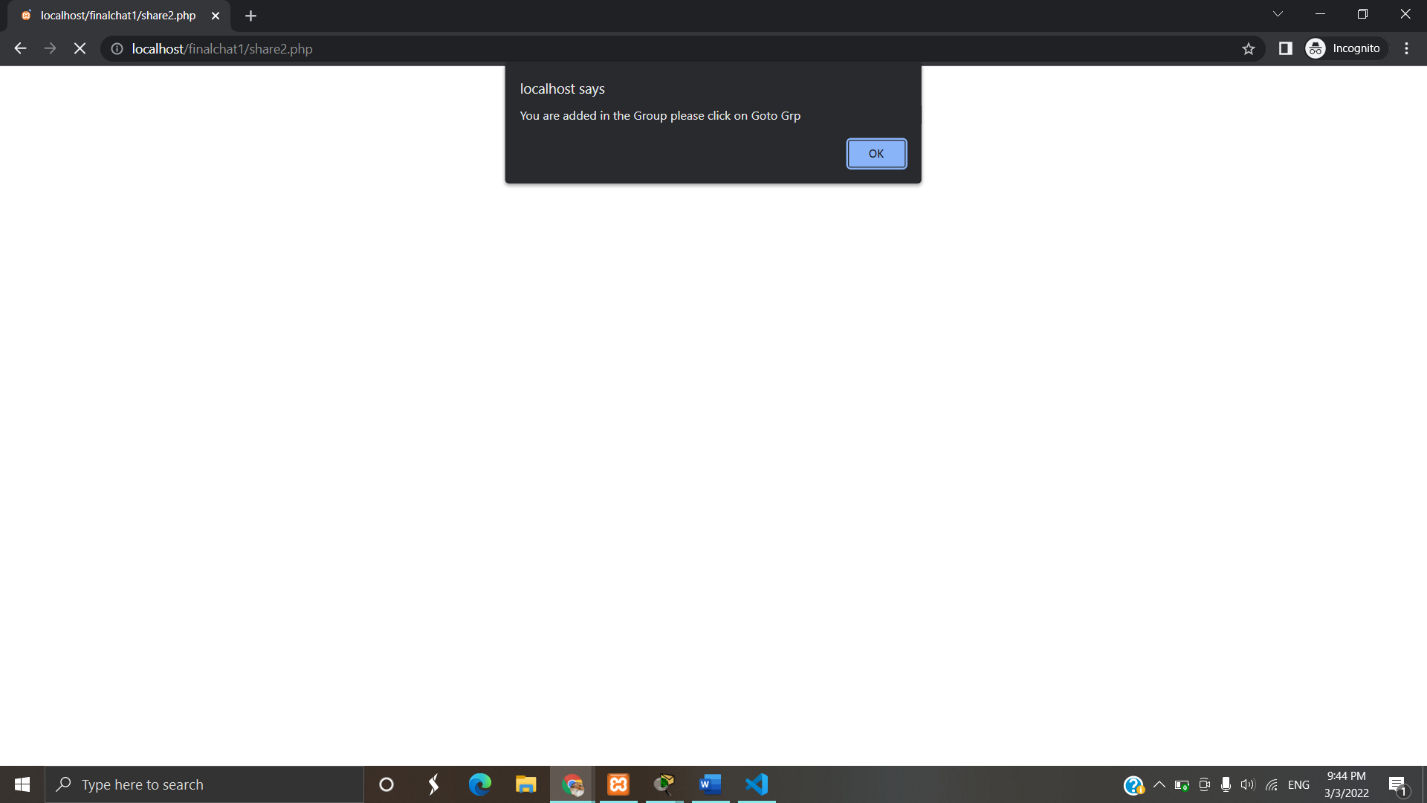 localhost/finalchat1/share2.php
localhost/finalchat1/share2.php
Incognito
localhost says
You are added in the Group please click on Goto Grp
OK
Type here to search
ENG
9:44 PM
3/3/2022
1